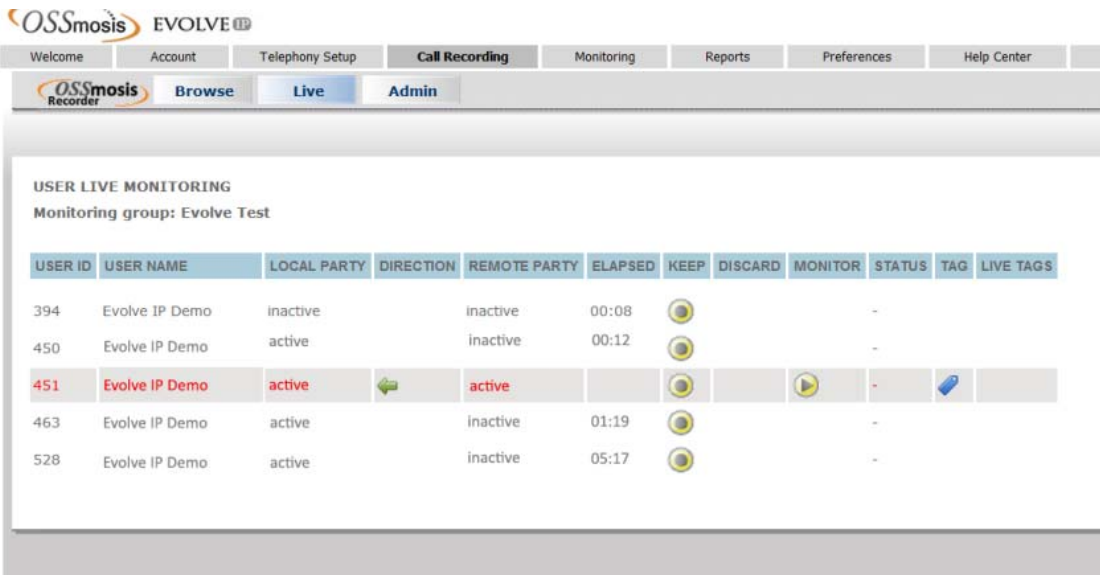 OSSmosis EVOLVE IP
Welcome Account Telephony Setup Call Recording Monitoring Reports Preferences Help Center
OSSmosis Recorder Browse Live Admin
USER LIVE MONITORING
Monitoring group: Evolve Test
USER ID USER NAME LOCAL PARTY DIRECTION REMOTE PARTY ELAPSED KEEP DISCARD MONITOR STATUS TAG LIVE TAGS
394 Evolve IP Demo inactive inactive 00:08 -
450 Evolve IP Demo active inactive 00:12 -
451 Evolve IP Demo active active -
463 Evolve IP Demo active inactive 01:19 -
528 Evolve IP Demo active inactive 05:17 -